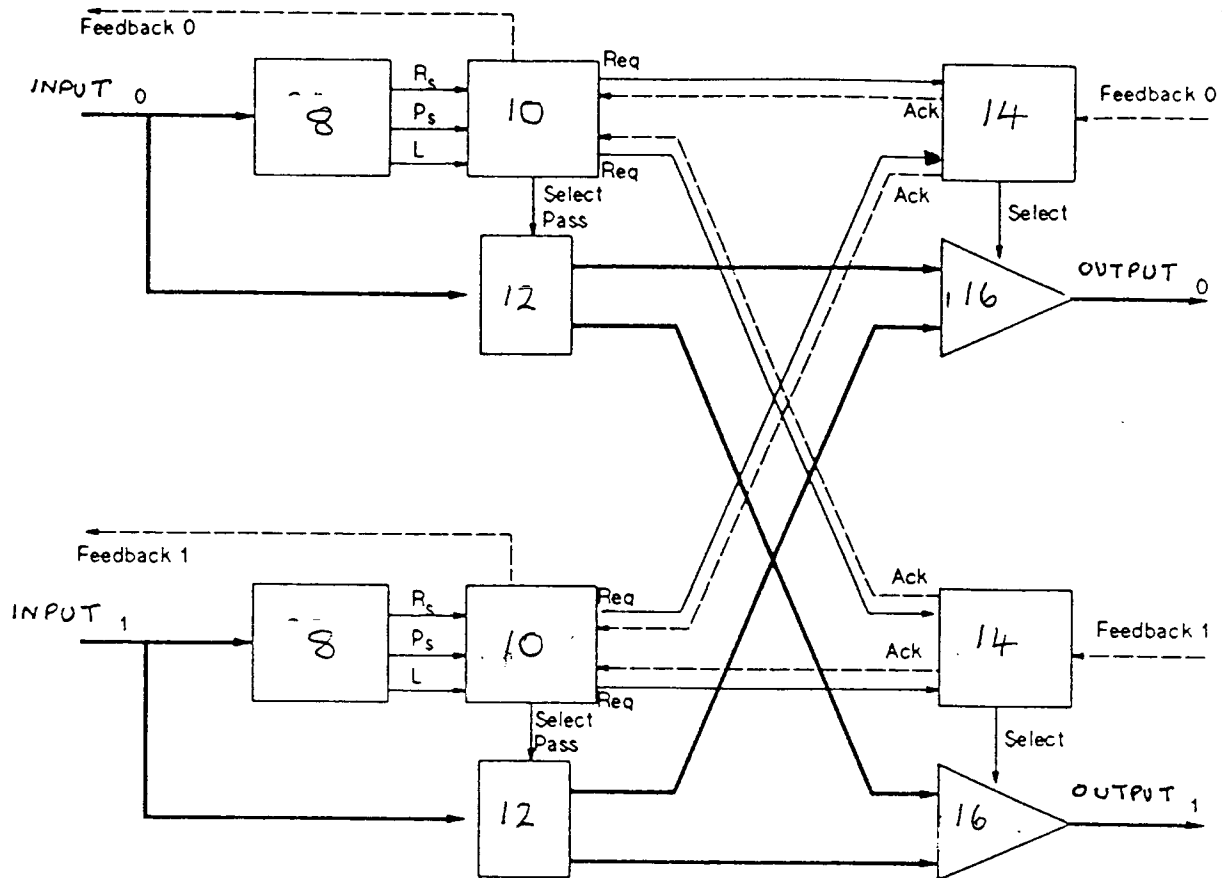 Feedback 0
INPUT 0
8
Rs
Ps
L
10
Req
Req
Select
Pass
12
Ack
Ack
14
Feedback 0
Select
16
OUTPUT 0
Feedback 1
INPUT 1
8
Rs
Ps
L
10
Req
Req
Select
Pass
12
Ack
Ack
14
Feedback 1
Select
16
OUTPUT 1